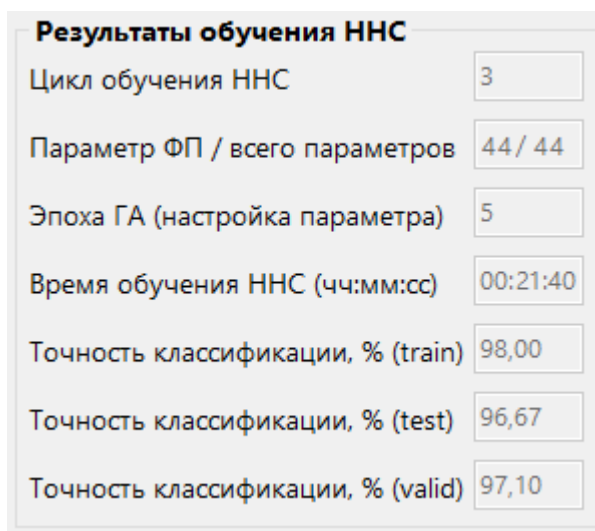 Результаты обучения ННС
Цикл обучения ННС 3
Параметр ФП / всего параметров 44/ 44
Эпоха ГА (настройка параметра) 5
Время обучения ННС (чч:мм:сс) 00:21:40
Точность классификации, % (train) 98,00
Точность классификации, % (test) 96,67
Точность классификации, % (valid) 97,10